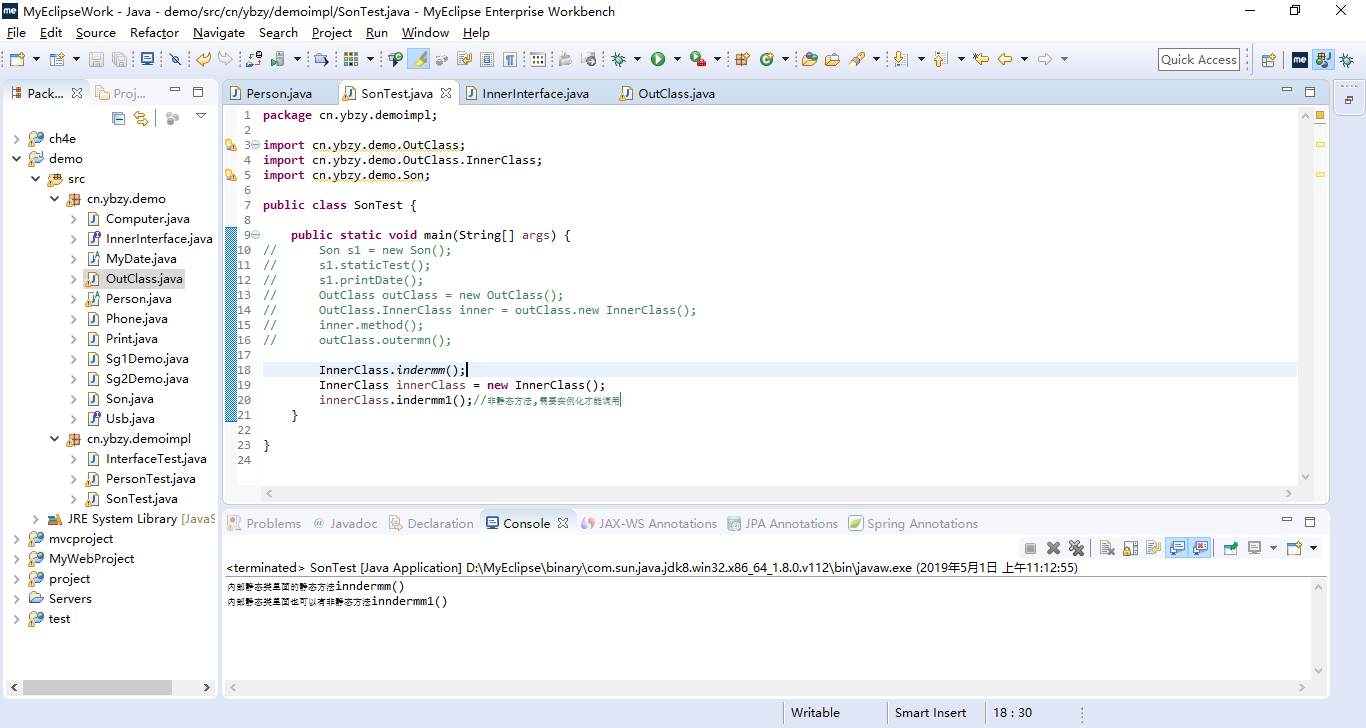 MyEclipseWork - Java - demo/src/cn/ybzy/demoimpl/SonTest.java - MyEclipse Enterprise Workbench
File Edit Source Refactor Navigate Search Project Run Window Help
Quick Access
Pack... Proj...
Person.java SonTest.java InnerInterface.java OutClass.java
ch4e
demo
src
cn.ybzy.demo
Computer.java
InnerInterface.java
MyDate.java
OutClass.java
Person.java
Phone.java
Print.java
Sg1Demo.java
Sg2Demo.java
Son.java
Usb.java
cn.ybzy.demoimpl
InterfaceTest.java
PersonTest.java
SonTest.java
JRE System Library [JavaS
mvcproject
MyWebProject
project
Servers
test
1 package cn.ybzy.demoimpl;
2
3 import cn.ybzy.demo.OutClass;
4 import cn.ybzy.demo.OutClass.InnerClass;
5 import cn.ybzy.demo.Son;
6
7 public class SonTest {
8
9 public static void main(String[] args) {
10 // Son s1 = new Son();
11 // s1.staticTest();
12 // s1.printDate();
13 // OutClass outClass = new OutClass();
14 // OutClass.InnerClass inner = outClass.new InnerClass();
15 // inner.method();
16 // outClass.outermn();
17
18 InnerClass.indermm();
19 InnerClass innerClass = new InnerClass();
20 innerClass.indermm1();//非静态方法,需要实例化才能调用
21 }
22
23 }
24
Problems @ Javadoc Declaration Console JAX-WS Annotations JPA Annotations Spring Annotations
<terminated> SonTest [Java Application] D:\MyEclipse\binary\com.sun.java.jdk8.win32.x86_64_1.8.0.v112\bin\javaw.exe (2019年5月1日 上午11:12:55)
内部静态类里面的静态方法inndermm()
内部静态类里面也可以有非静态方法inndermm1()
Writable Smart Insert 18 : 30